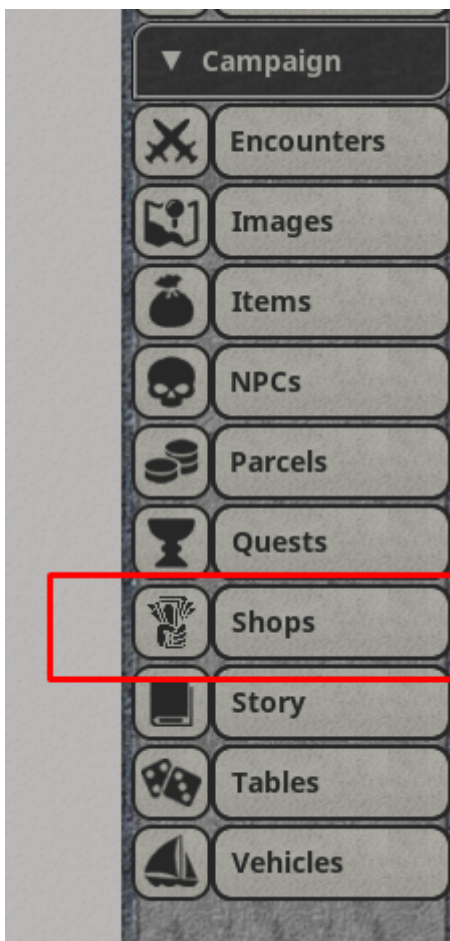 Campaign
Encounters
Images
Items
NPCs
Parcels
Quests
Shops
Story
Tables
Vehicles